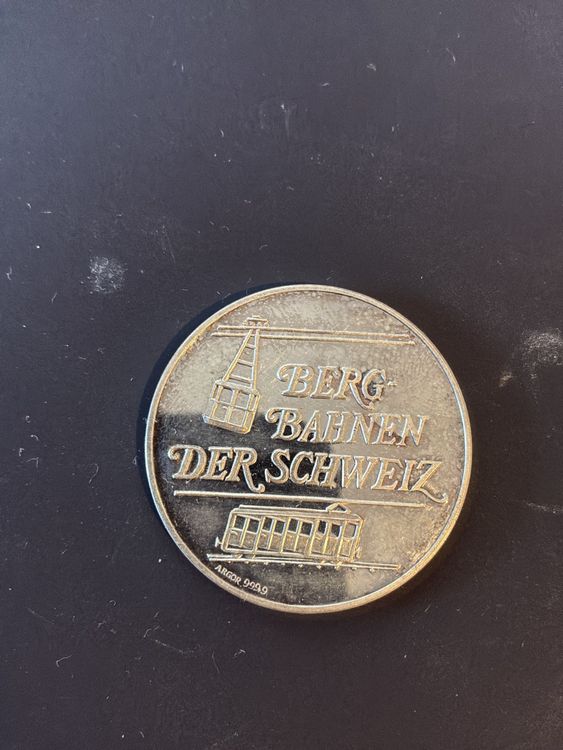 BERG-
BAHNEN
DER SCHWEIZ
ARGOR 999,9